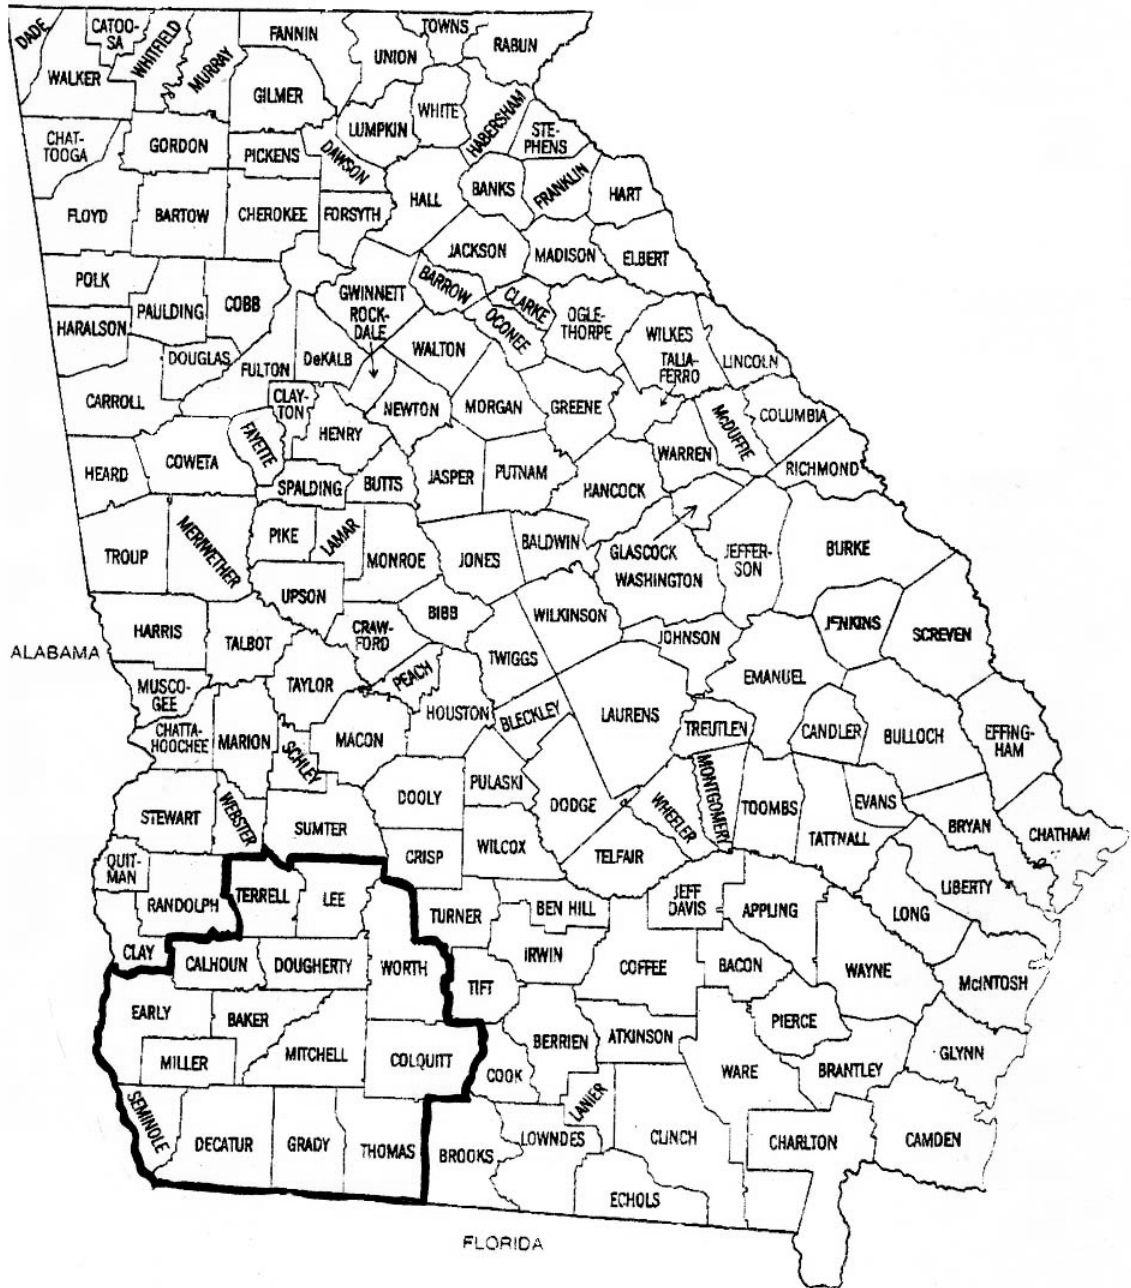 DADE
CATOO-
SA
WHITFIELD
MURRAY
FANNIN
UNION
TOWNS
RABUN
WALKER
GILMER
LUMPKIN
WHITE
HABERSHAM
STE-
PHENS
CHAT-
TOOGA
GORDON
PICKENS
DAWSON
HALL
BANKS
FRANKLIN
HART
FLOYD
BARTOW
CHEROKEE
FORSYTH
JACKSON
MADISON
ELBERT
POLK
PAULDING
COBB
GWINNETT
BARROW
CLARKE
OCONEE
OGLE-
THORPE
WILKES
LINCOLN
HARALSON
DOUGLAS
FULTON
DeKALB
ROCK-
DALE
WALTON
TALIA-
FERRO
CARROLL
CLAY-
TON
NEWTON
MORGAN
GREENE
McDUFFIE
COLUMBIA
HEARD
COWETA
FAYETTE
HENRY
BUTTS
JASPER
PUTNAM
HANCOCK
WARREN
RICHMOND
SPALDING
TROUP
MERIWETHER
PIKE
LAMAR
MONROE
JONES
BALDWIN
GLASCOCK
WASHINGTON
JEFFER-
SON
BURKE
UPSON
BIBB
WILKINSON
JENKINS
SCREVEN
ALABAMA
HARRIS
TALBOT
CRAW-
FORD
TWIGGS
JOHNSON
EMANUEL
MUSCO-
GEE
TAYLOR
PEACH
HOUSTON
BLECKLEY
LAURENS
TREUTLEN
CANDLER
BULLOCH
EFFING-
HAM
CHATTA-
HOOCHEE
MARION
SCHLEY
MACON
PULASKI
DODGE
WHEELER
MONTGOMERY
TOOMBS
EVANS
BRYAN
CHATHAM
STEWART
WEBSTER
SUMTER
DOOLY
CRISP
WILCOX
TELFAIR
TATTNALL
LIBERTY
QUIT-
MAN
RANDOLPH
TERRELL
LEE
TURNER
BEN HILL
JEFF
DAVIS
APPLING
LONG
CLAY
CALHOUN
DOUGHERTY
WORTH
TIFT
IRWIN
COFFEE
BACON
WAYNE
McINTOSH
EARLY
BAKER
MITCHELL
MILLER
COLQUITT
COOK
BERRIEN
ATKINSON
PIERCE
WARE
BRANTLEY
GLYNN
SEMINOLE
DECATUR
GRADY
THOMAS
BROOKS
LOWNDES
LANIER
CLINCH
ECHOLS
CHARLTON
CAMDEN
FLORIDA